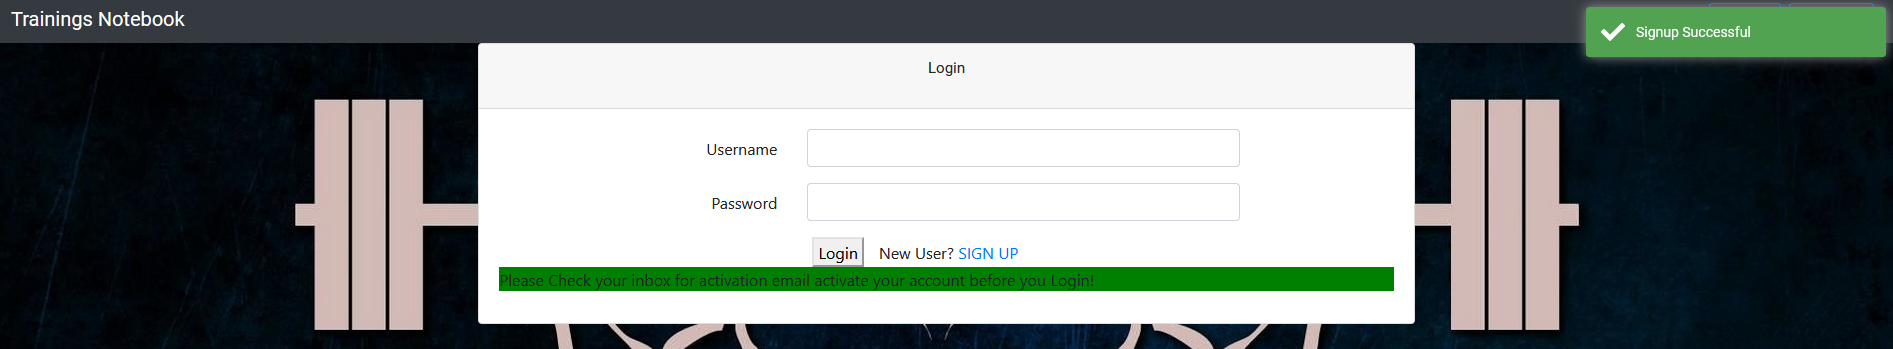 Trainings Notebook
Signup Successful
Login
Username
Password
Login New User? SIGN UP
Please Check your inbox for activation email activate your account before you Login!